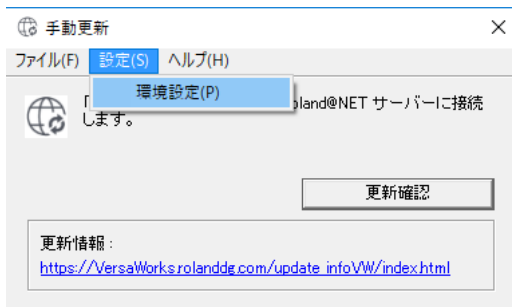 手動更新
ファイル(F) 設定(S) ヘルプ(H)
環境設定(P)
「 oland@NET サーバーに接続
します。
更新確認
更新情報 :
https://VersaWorks.rolanddg.com/update_infoVW/index.html